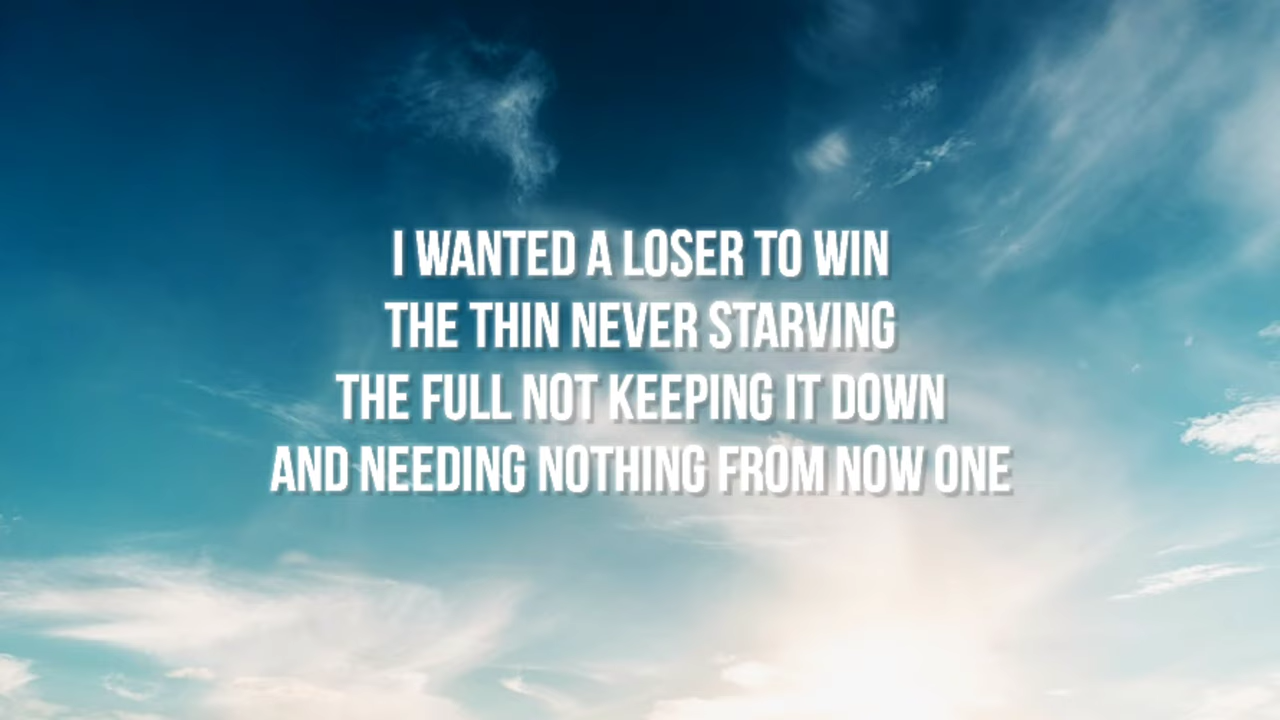 I WANTED A LOSER TO WIN
THE THIN NEVER STARVING
THE FULL NOT KEEPING IT DOWN
AND NEEDING NOTHING FROM NOW ONE